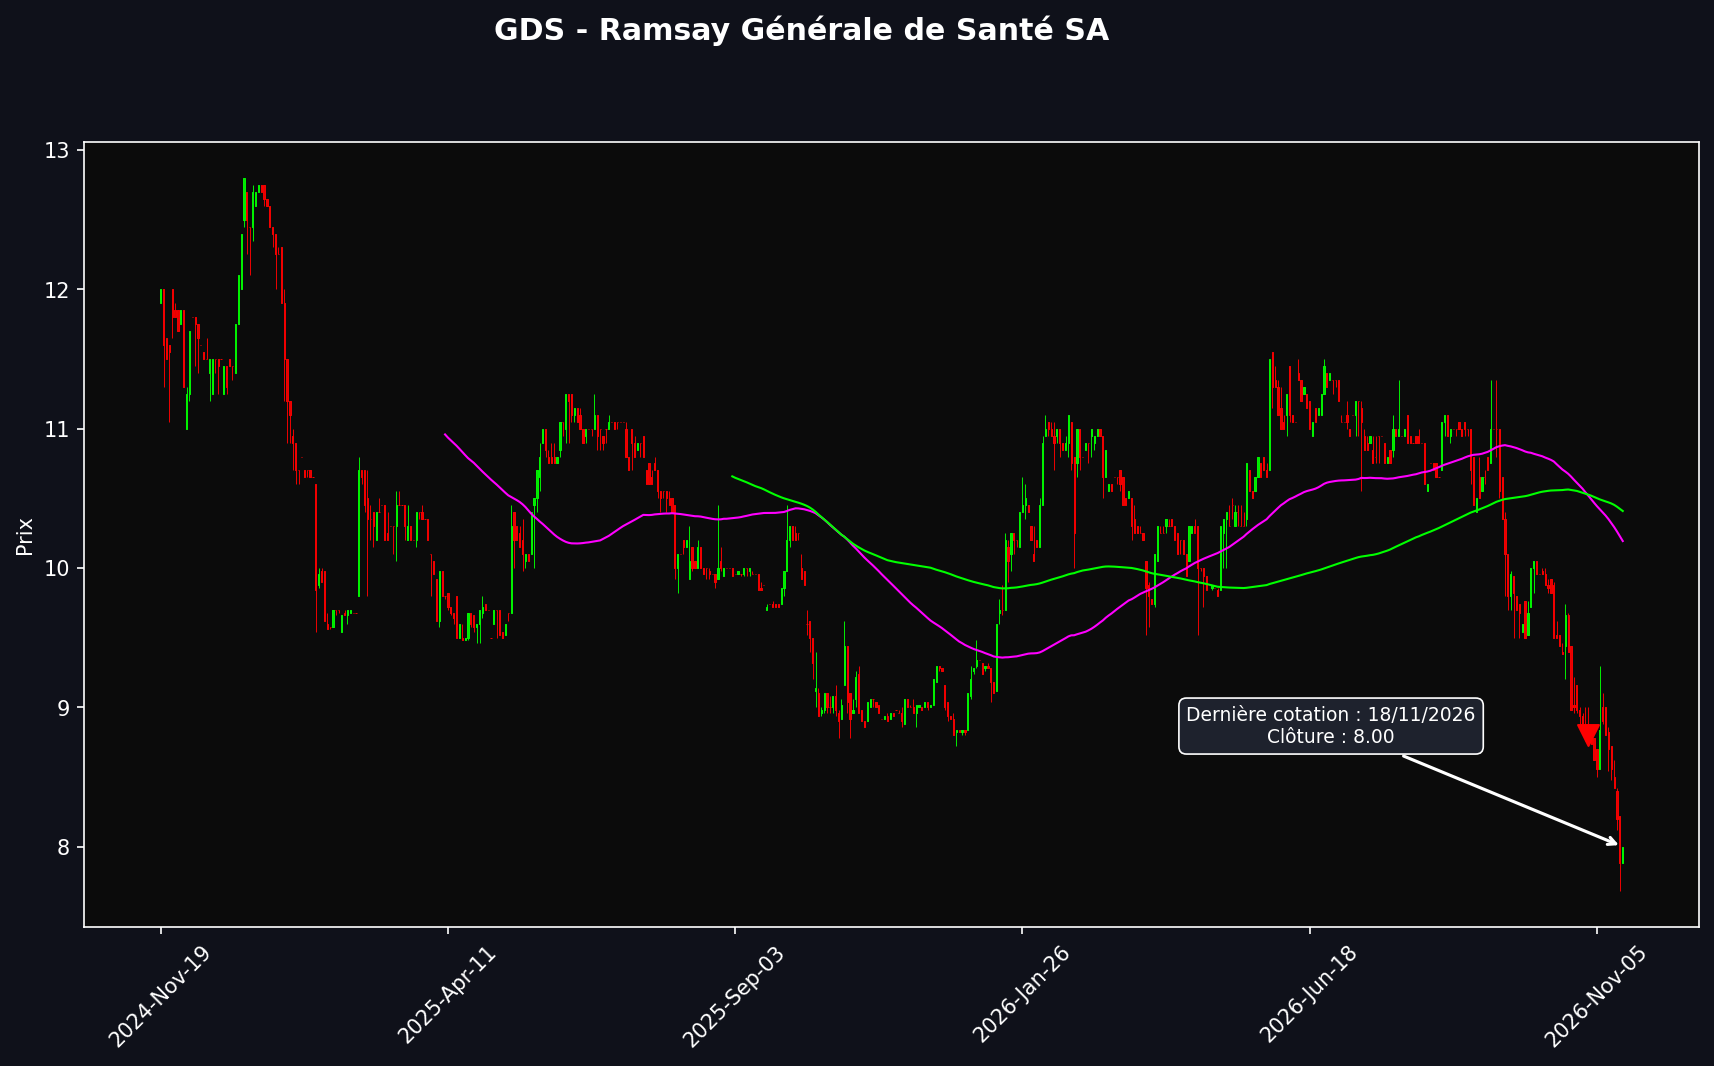 GDS - Ramsay Générale de Santé SA
13
12
11
10
9
8
Prix
Dernière cotation : 18/11/2026
Clôture : 8.00
2024-Nov-19
2025-Apr-11
2025-Sep-03
2026-Jan-26
2026-Jun-18
2026-Nov-05